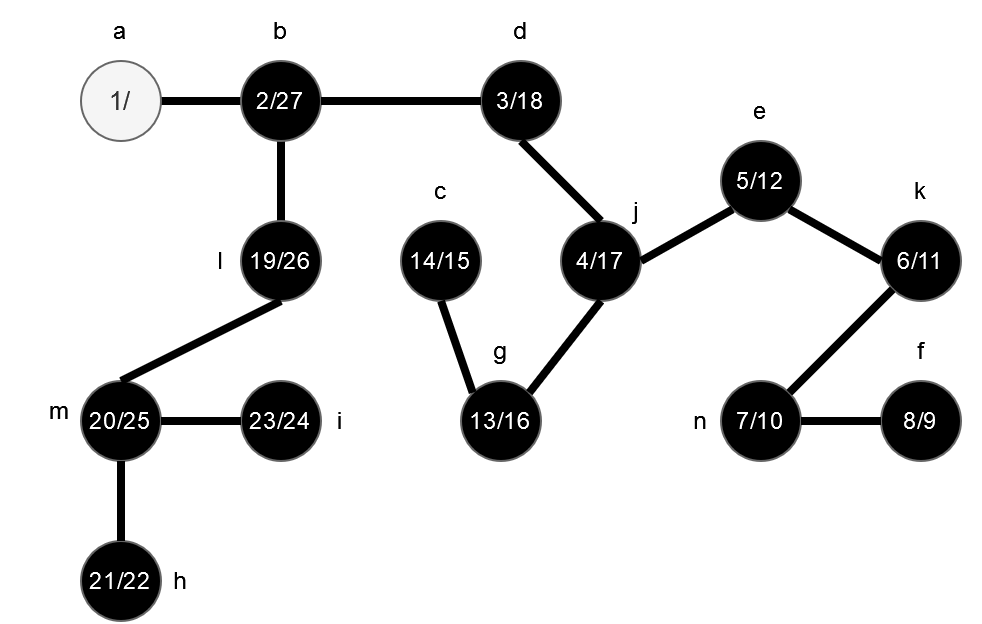 a
b
d
1/
2/27
3/18
e
5/12
c
k
j
l
19/26
14/15
4/17
6/11
g
f
m
20/25
23/24
i
13/16
n
7/10
8/9
21/22
h